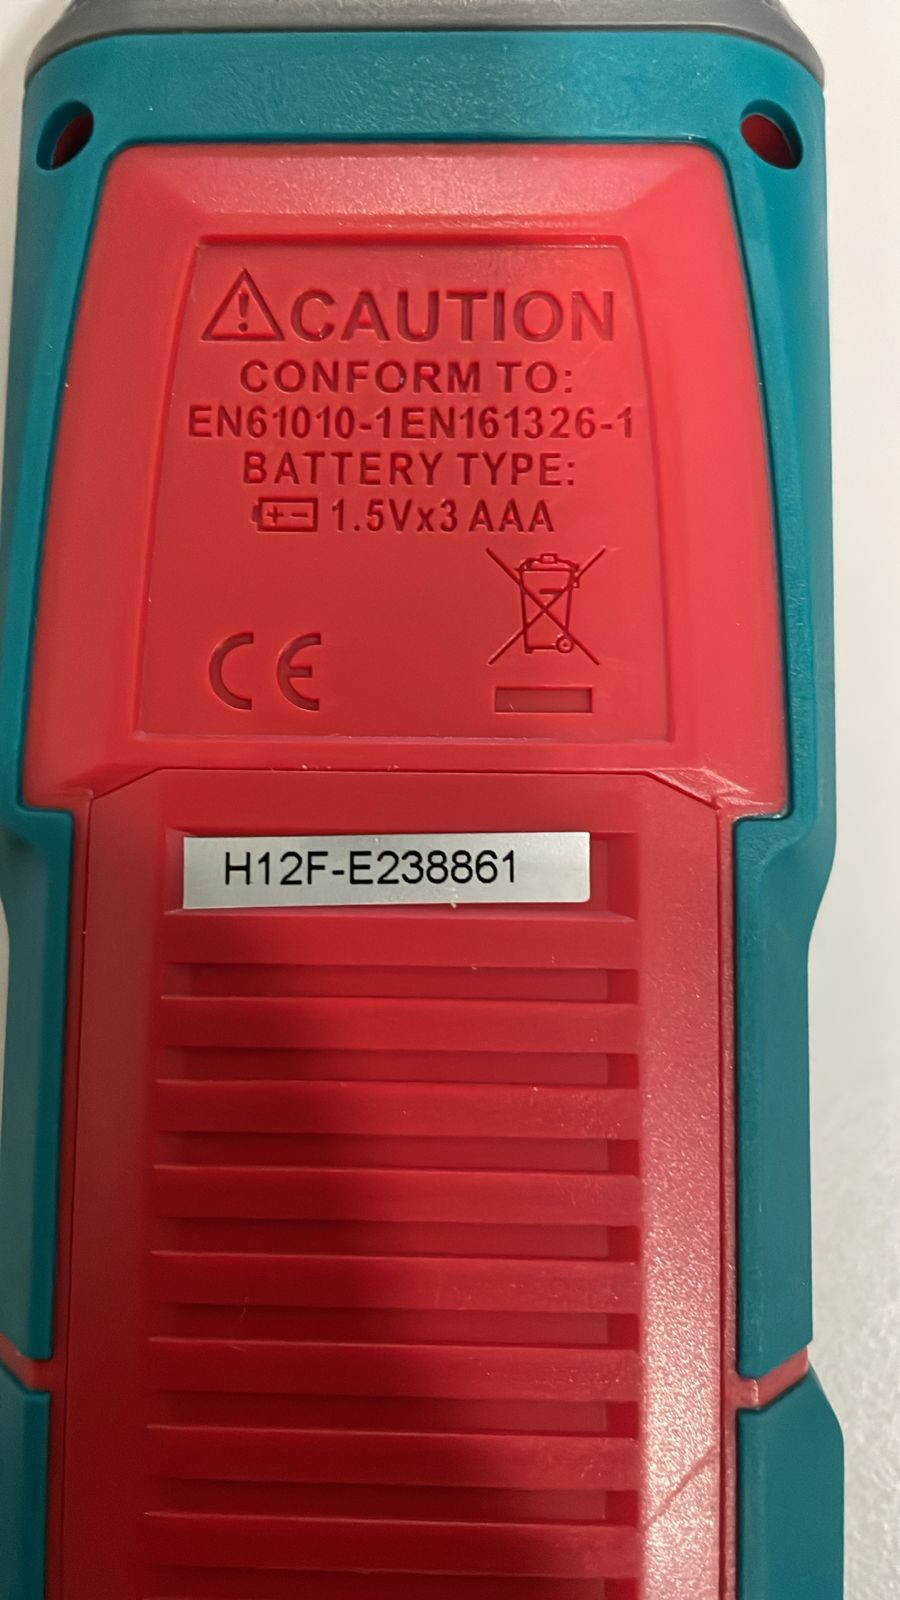 CAUTION
CONFORM TO:
EN61010-1EN161326-1
BATTERY TYPE:
+ - 1.5Vx3 AAA
CE
H12F-E238861